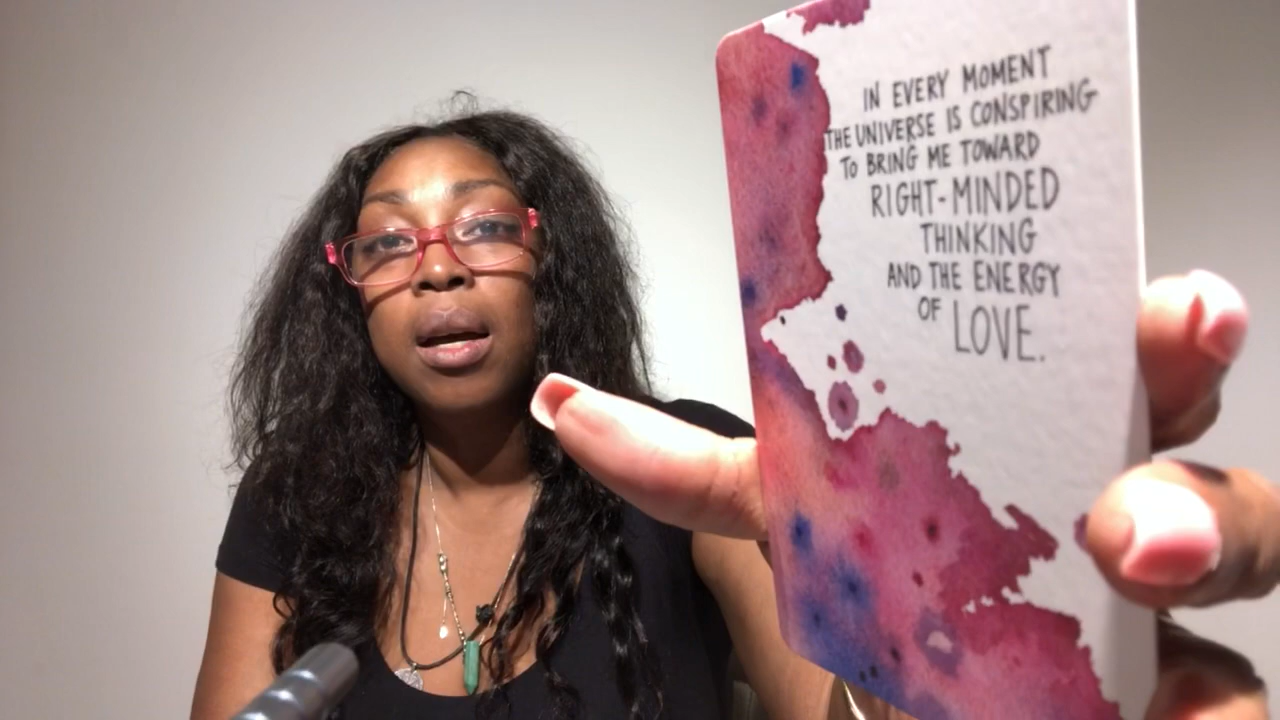 IN EVERY MOMENT
THE UNIVERSE IS CONSPIRING
TO BRING ME TOWARD
RIGHT-MINDED
THINKING
AND THE ENERGY
OF LOVE.